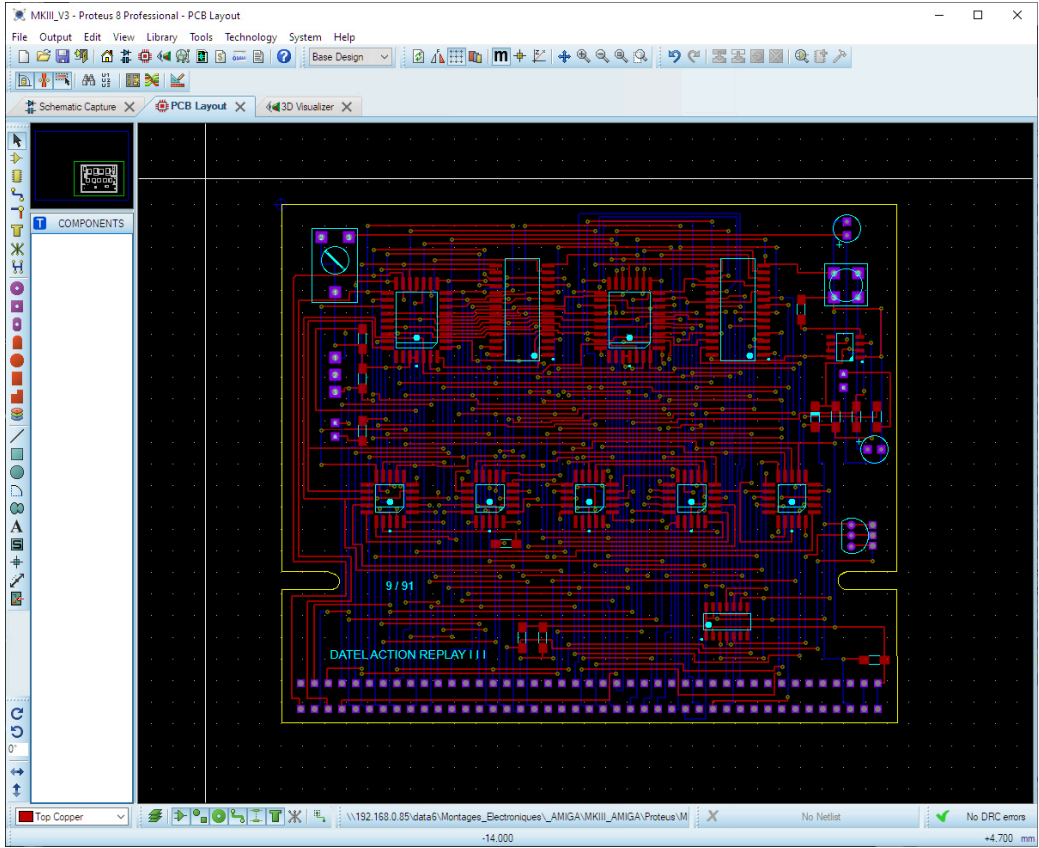 MKIII_V3 - Proteus 8 Professional - PCB Layout
File Output Edit View Library Tools Technology System Help
Base Design
Schematic Capture
PCB Layout
3D Visualizer
COMPONENTS
9 / 91
DATEL ACTION REPLAY I I I
0°
Top Copper
\\192.168.0.85\data6\Montages_Electroniques\_AMIGA\MKIII_AMIGA\Proteus\M
No Netlist
No DRC errors
-14.000
+4.700 mm